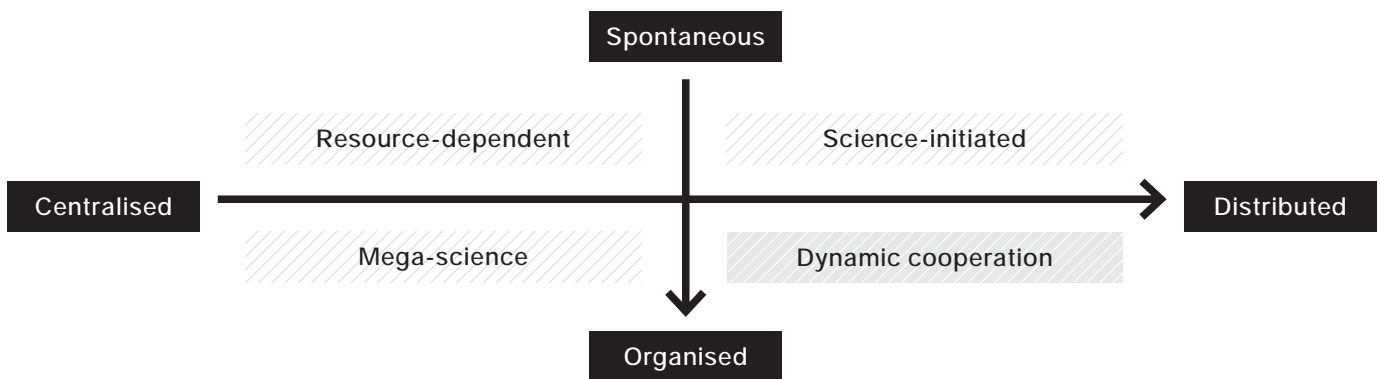 Spontaneous
Resource-dependent
Science-initiated
Centralised
Distributed
Mega-science
Dynamic cooperation
Organised